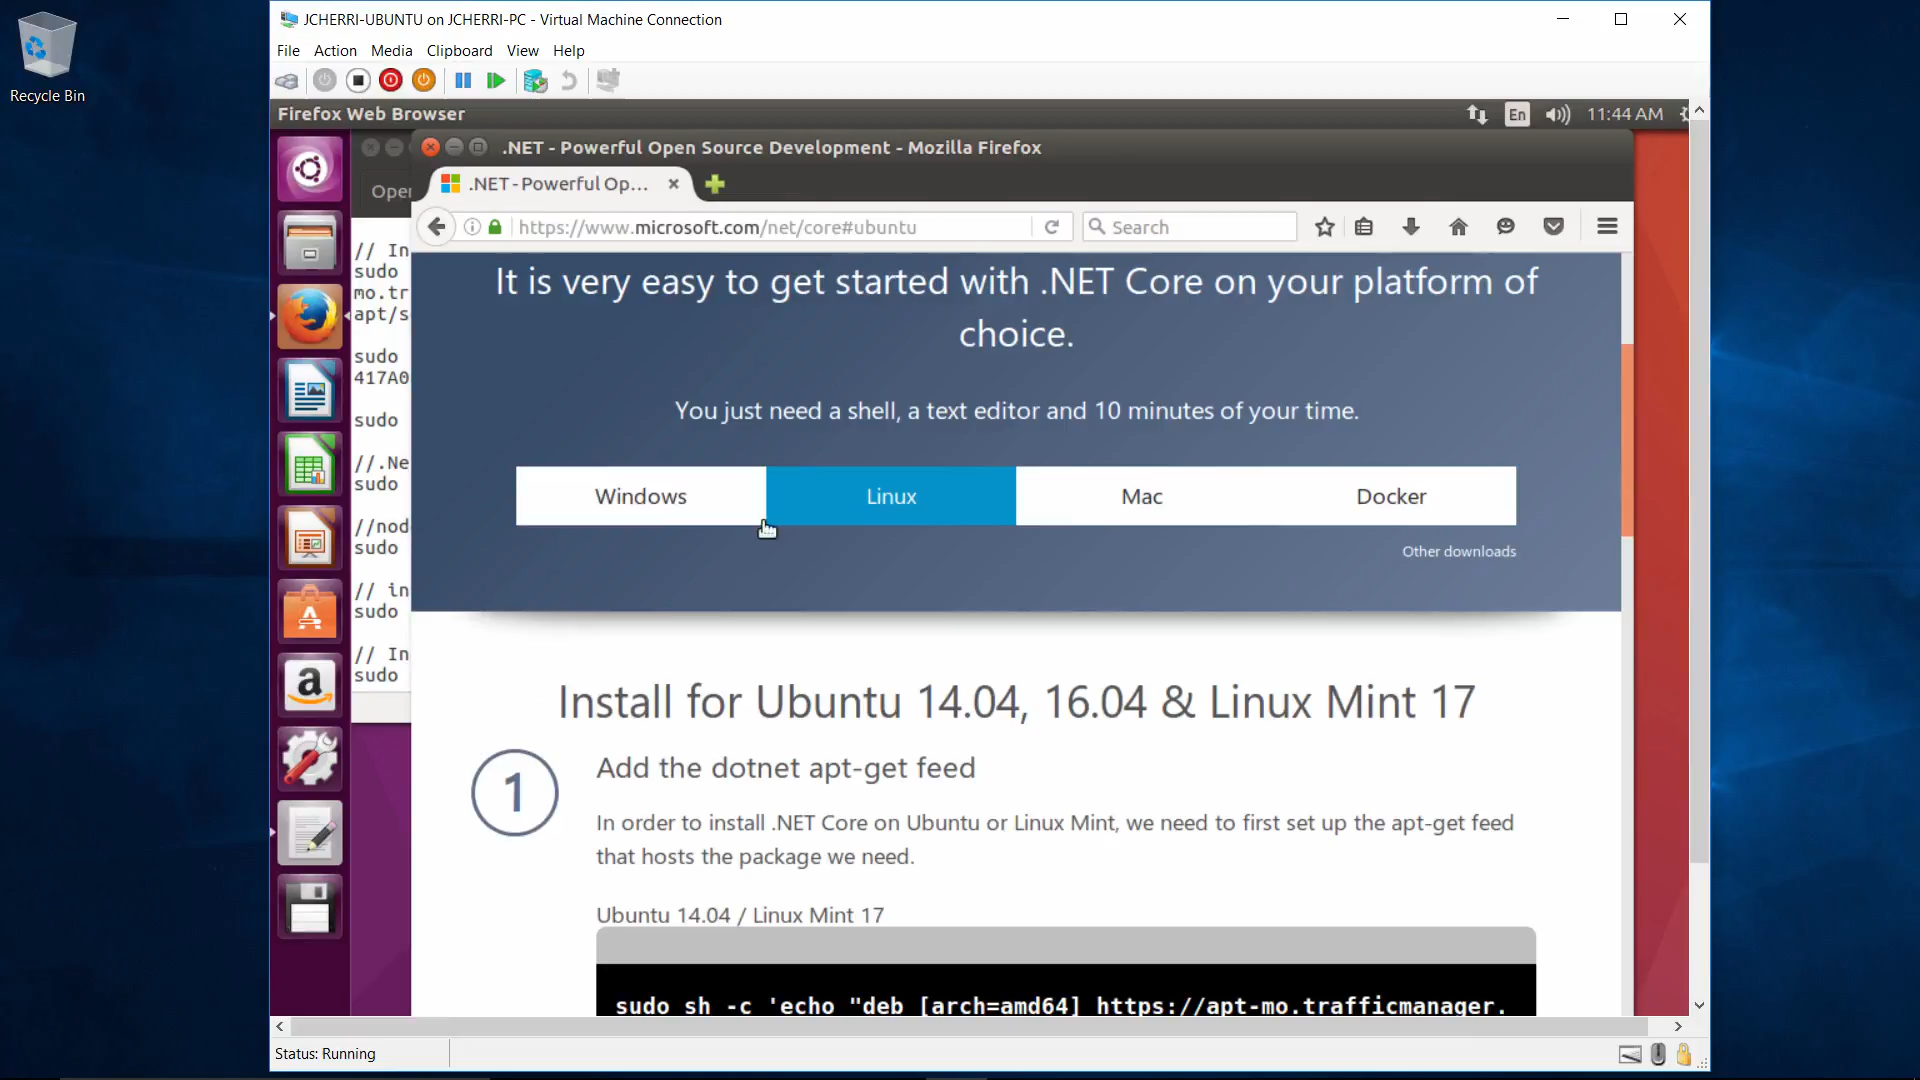 Recycle Bin
JCHERRI-UBUNTU on JCHERRI-PC - Virtual Machine Connection
File Action Media Clipboard View Help
Firefox Web Browser
En 11:44 AM
.NET - Powerful Open Source Development - Mozilla Firefox
.NET - Powerful Op...
https://www.microsoft.com/net/core#ubuntu
Search
It is very easy to get started with .NET Core on your platform of
choice.
You just need a shell, a text editor and 10 minutes of your time.
Windows Linux Mac Docker
Other downloads
Install for Ubuntu 14.04, 16.04 & Linux Mint 17
1
Add the dotnet apt-get feed
In order to install .NET Core on Ubuntu or Linux Mint, we need to first set up the apt-get feed
that hosts the package we need.
Ubuntu 14.04 / Linux Mint 17
sudo sh -c 'echo "deb [arch=amd64] https://apt-mo.trafficmanager.
// In
sudo
mo.tr
apt/s
sudo
417A0
sudo
//.Ne
sudo
//nod
sudo
// in
sudo
// In
sudo
Status: Running